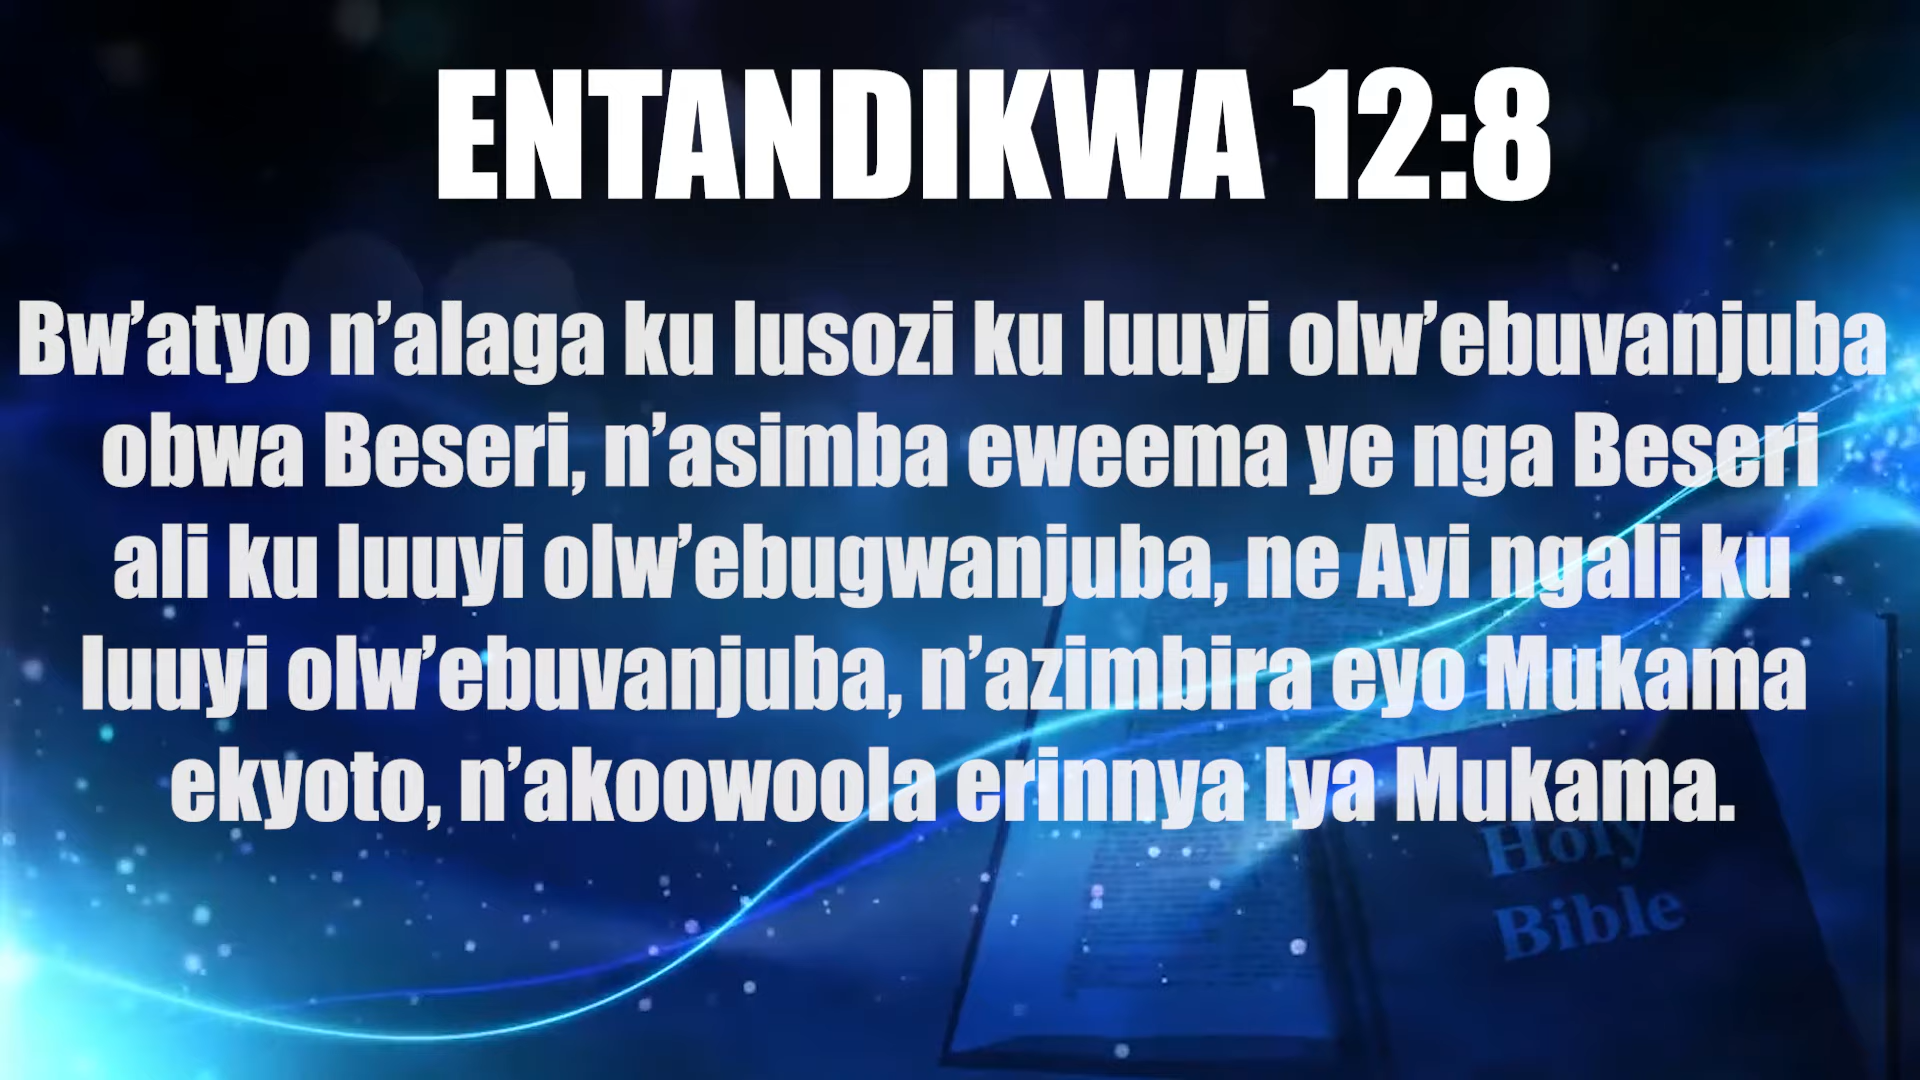 ENTANDIKWA 12:8
Bw’atyo n’alaga ku lusozi ku luuyi olw’ebuvanjuba
obwa Beseri, n’asimba eweema ye nga Beseri
ali ku luuyi olw’ebugwanjuba, ne Ayi ngali ku
luuyi olw’ebuvanjuba, n’azimbira eyo Mukama
ekyoto, n’akoowoola erinnya lya Mukama.
Holy
Bible